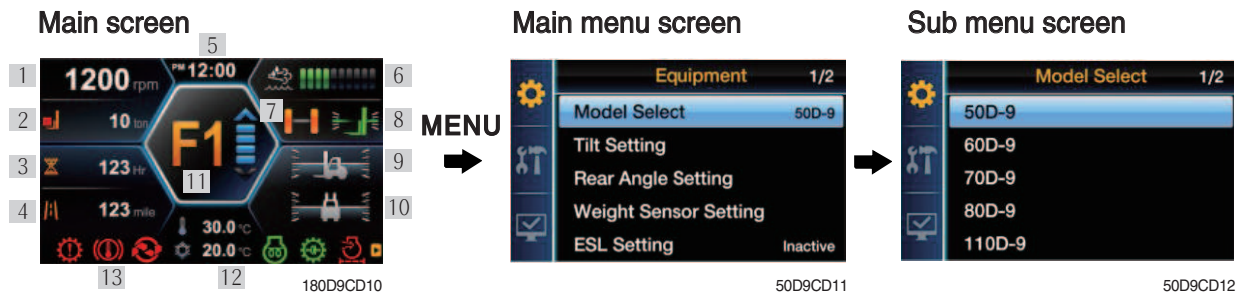 Main screen
Main menu screen
Sub menu screen
5
1
1200 rpm
PM 12:00
6
2
10 ton
7
8
3
123 Hr
F1
11
9
4
123 mile
10
30.0 °C
20.0 °C
13
12
180D9CD10
MENU
Equipment 1/2
Model Select 50D-9
Tilt Setting
Rear Angle Setting
Weight Sensor Setting
ESL Setting Inactive
50D9CD11
Model Select 1/2
50D-9
60D-9
70D-9
80D-9
110D-9
50D9CD12